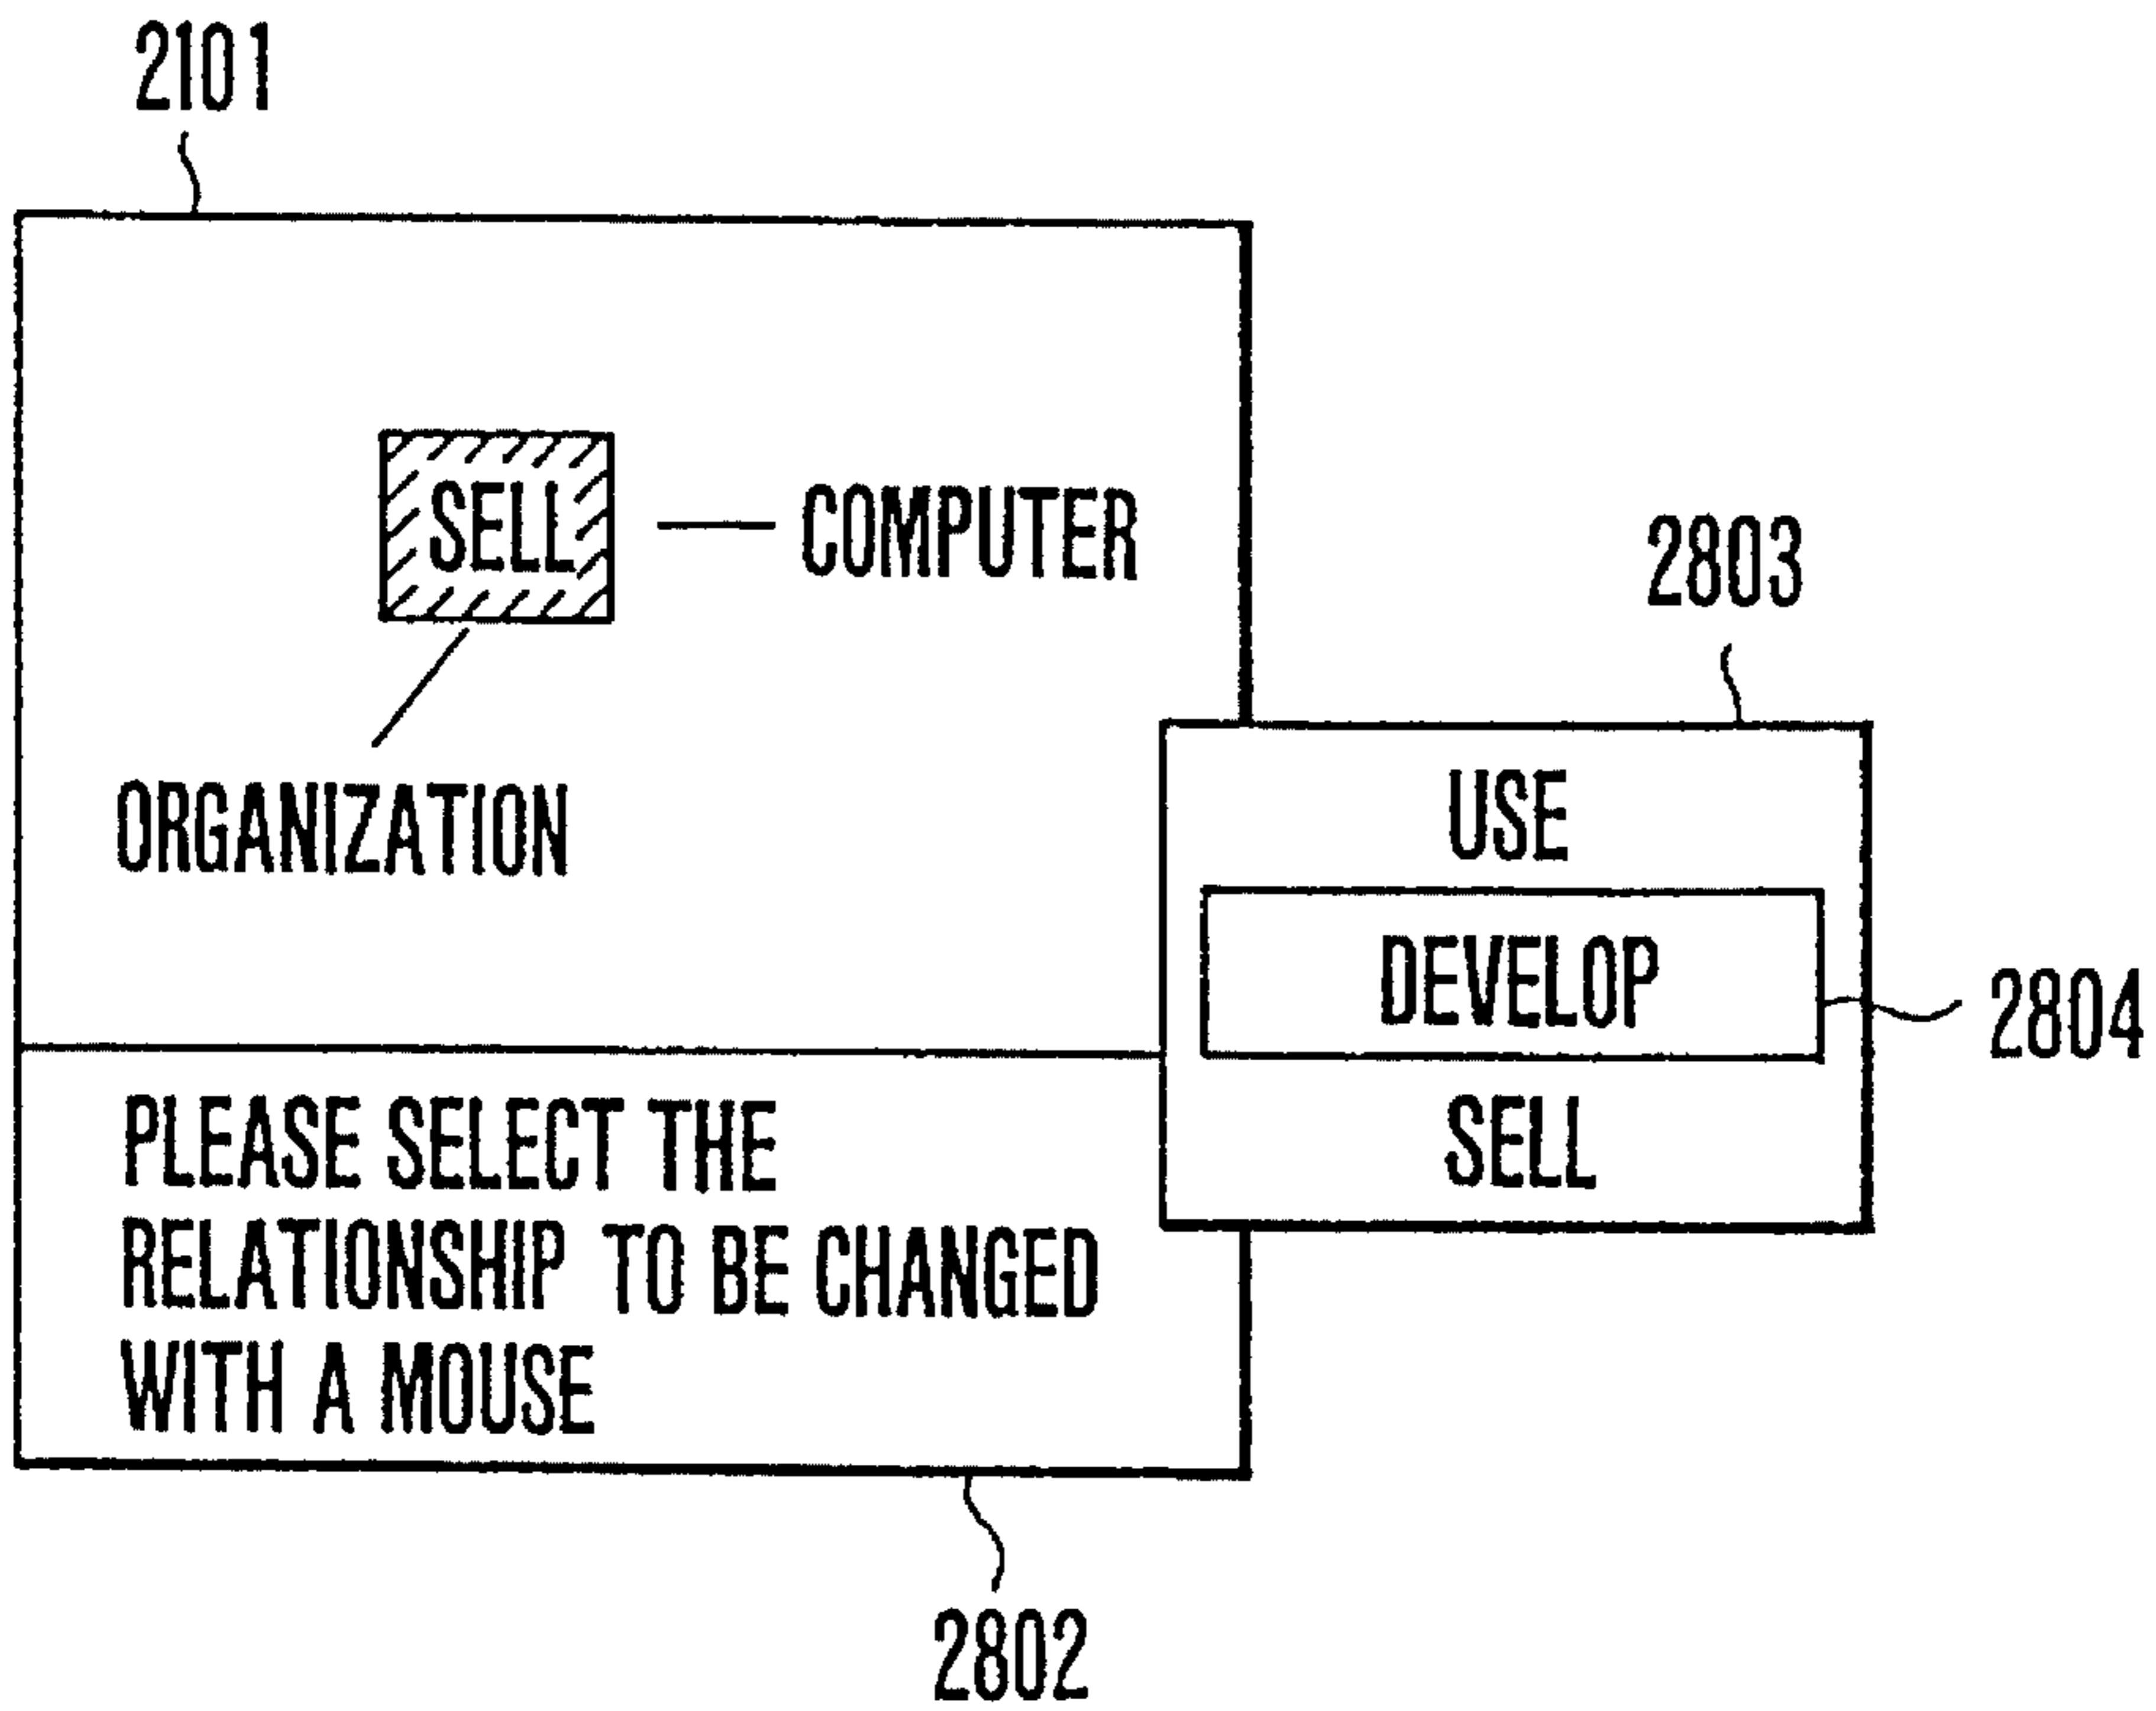 2101
SELL
COMPUTER
2803
ORGANIZATION
USE
DEVELOP
2804
SELL
PLEASE SELECT THE
RELATIONSHIP TO BE CHANGED
WITH A MOUSE
2802